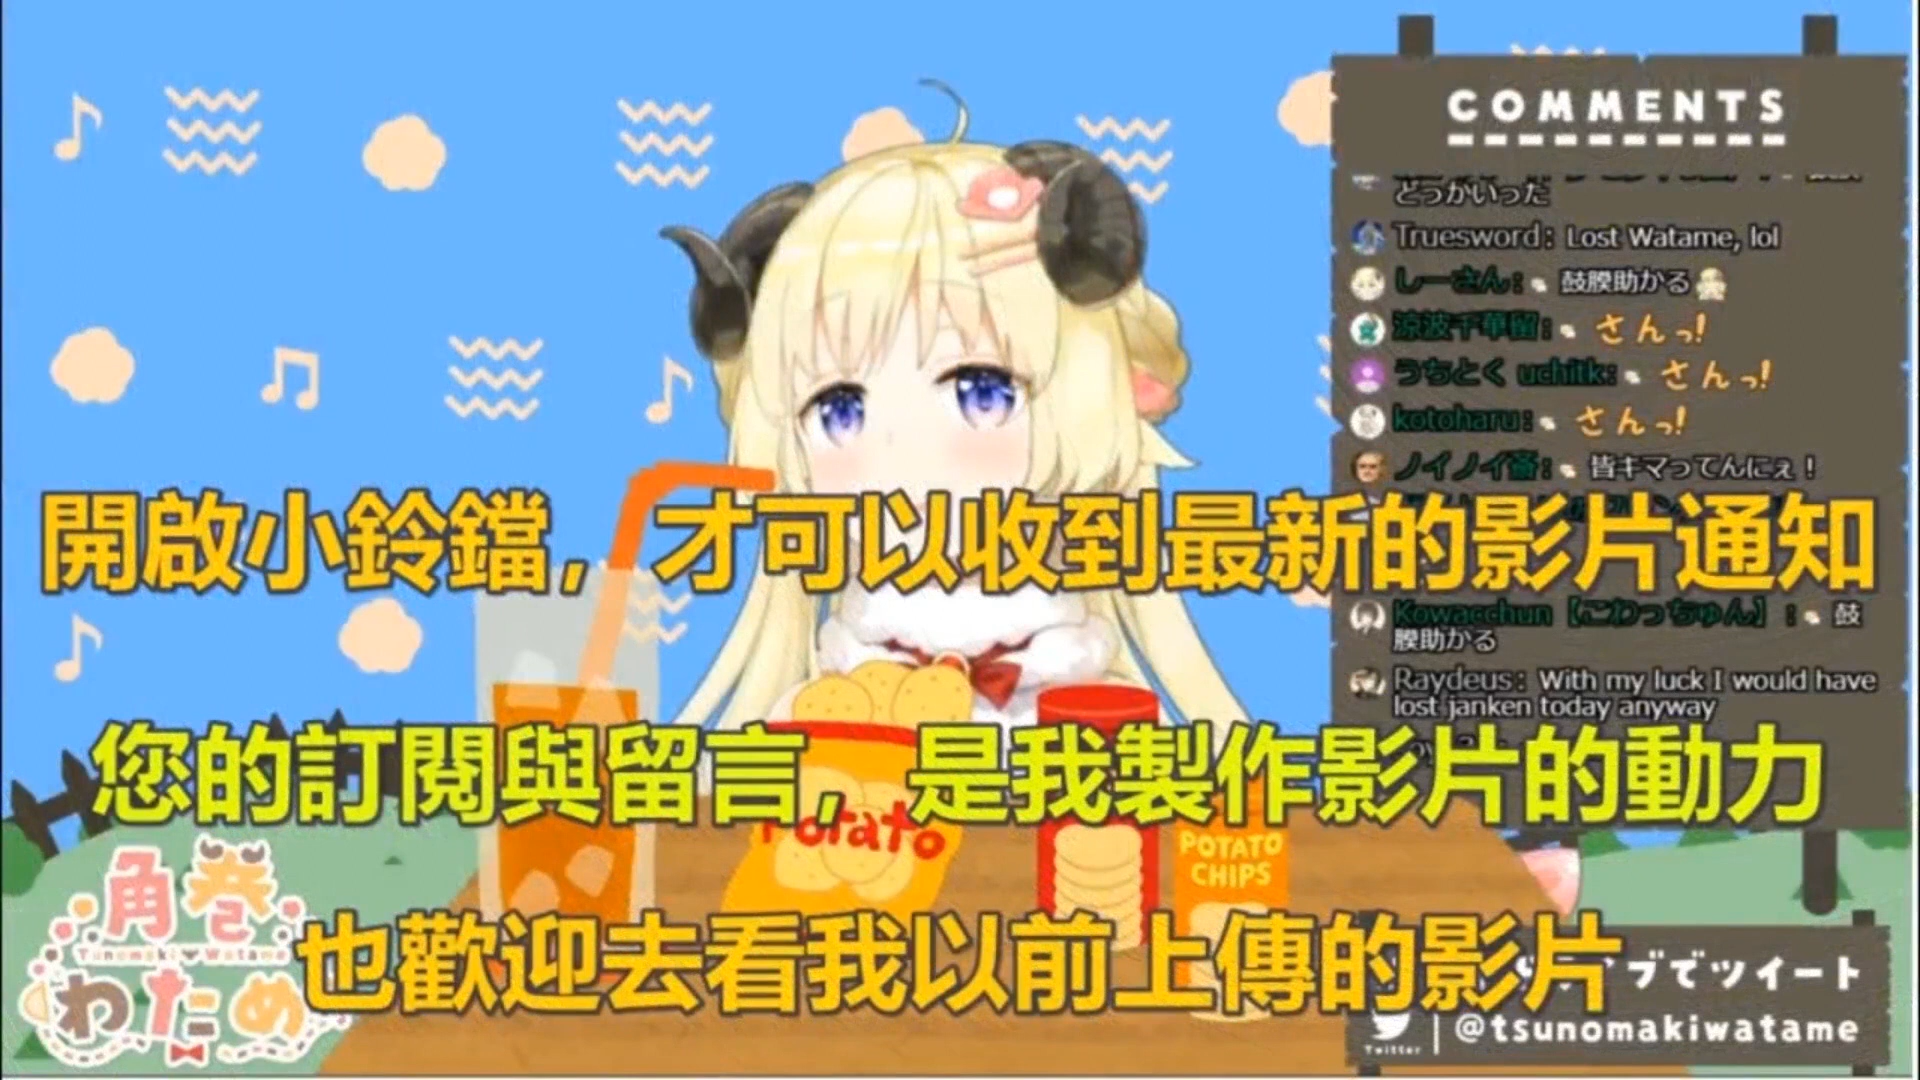 COMMENTS
どっかいった
Truesword: Lost Watame, lol
しーさん: 鼓膜助かる
涼波千華留: さんっ!
うちとく uchitk: さんっ!
kotoharu: さんっ!
ノイノイ斎: 皆キマってんにぇ!
開啟小鈴鐺，才可以收到最新的影片通知
Kowacchun【こわっちゅん】: 鼓
膜助かる
Raydeus: With my luck I would have
lost janken today anyway
您的訂閱與留言，是我製作影片的動力
Potato
POTATO
CHIPS
角巻
Tsunomaki Watame
わため
也歡迎去看我以前上傳的影片
ブでツイート
Twitter
@tsunomakiwatame